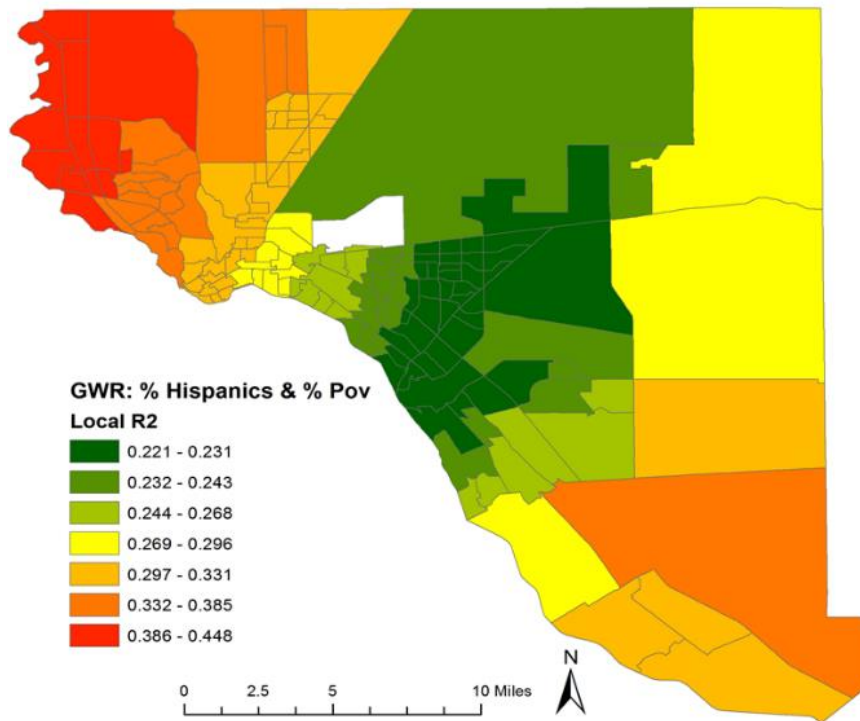 GWR: % Hispanics & % Pov
Local R2
0.221 - 0.231
0.232 - 0.243
0.244 - 0.268
0.269 - 0.296
0.297 - 0.331
0.332 - 0.385
0.386 - 0.448
N
0 2.5 5 10 Miles